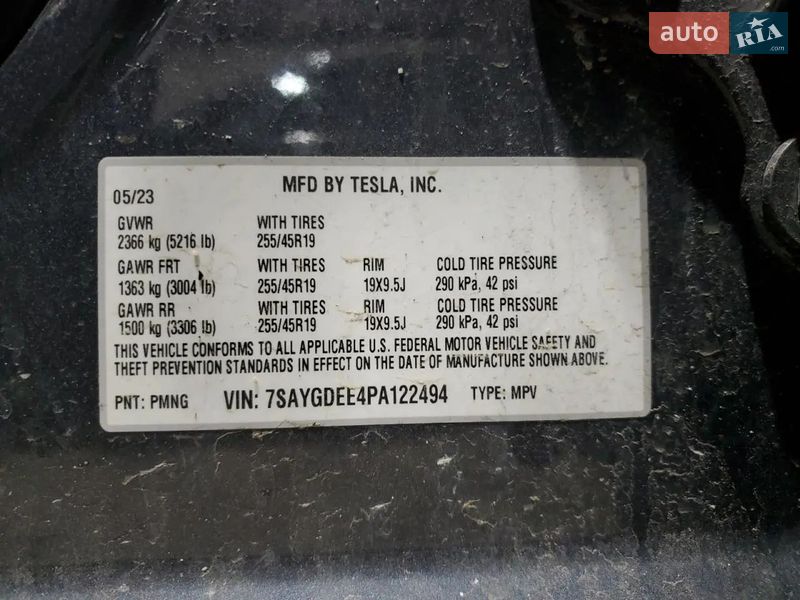 auto RIA.com
05/23 MFD BY TESLA, INC.
GVWR WITH TIRES
2366 kg (5216 lb) 255/45R19
GAWR FRT WITH TIRES RIM COLD TIRE PRESSURE
1363 kg (3004 lb) 255/45R19 19X9.5J 290 kPa, 42 psi
GAWR RR WITH TIRES RIM COLD TIRE PRESSURE
1500 kg (3306 lb) 255/45R19 19X9.5J 290 kPa, 42 psi
THIS VEHICLE CONFORMS TO ALL APPLICABLE U.S. FEDERAL MOTOR VEHICLE SAFETY AND
THEFT PREVENTION STANDARDS IN EFFECT ON THE DATE OF MANUFACTURE SHOWN ABOVE.
PNT: PMNG VIN: 7SAYGDEE4PA122494 TYPE: MPV